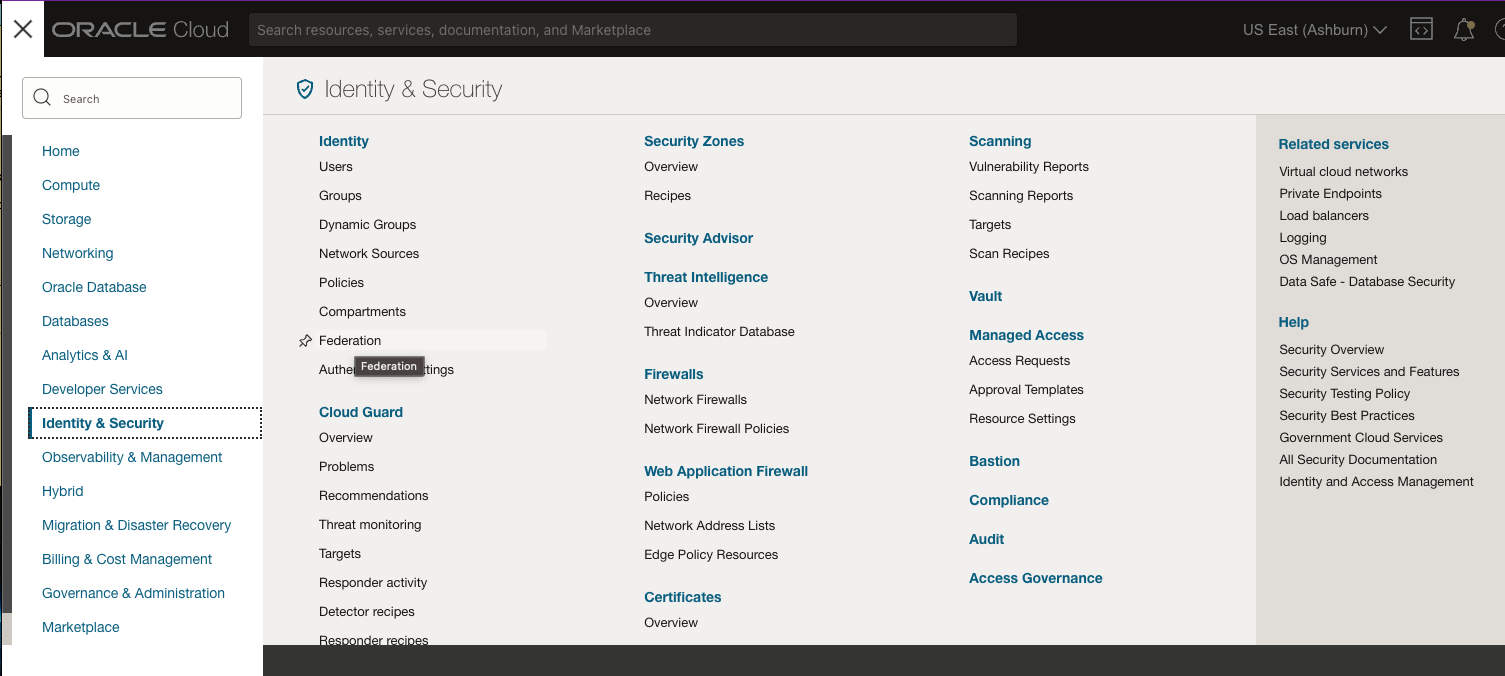 ORACLE Cloud
Search resources, services, documentation, and Marketplace
US East (Ashburn)
Search
Home
Compute
Storage
Networking
Oracle Database
Databases
Analytics & AI
Developer Services
Identity & Security
Observability & Management
Hybrid
Migration & Disaster Recovery
Billing & Cost Management
Governance & Administration
Marketplace
Identity & Security
Identity
Users
Groups
Dynamic Groups
Network Sources
Policies
Compartments
Federation
Federation
Cloud Guard
Overview
Problems
Recommendations
Threat monitoring
Targets
Responder activity
Detector recipes
Responder recipes
Security Zones
Overview
Recipes
Security Advisor
Threat Intelligence
Overview
Threat Indicator Database
Firewalls
Network Firewalls
Network Firewall Policies
Web Application Firewall
Policies
Network Address Lists
Edge Policy Resources
Certificates
Overview
Scanning
Vulnerability Reports
Scanning Reports
Targets
Scan Recipes
Vault
Managed Access
Access Requests
Approval Templates
Resource Settings
Bastion
Compliance
Audit
Access Governance
Related services
Virtual cloud networks
Private Endpoints
Load balancers
Logging
OS Management
Data Safe - Database Security
Help
Security Overview
Security Services and Features
Security Testing Policy
Security Best Practices
Government Cloud Services
All Security Documentation
Identity and Access Management